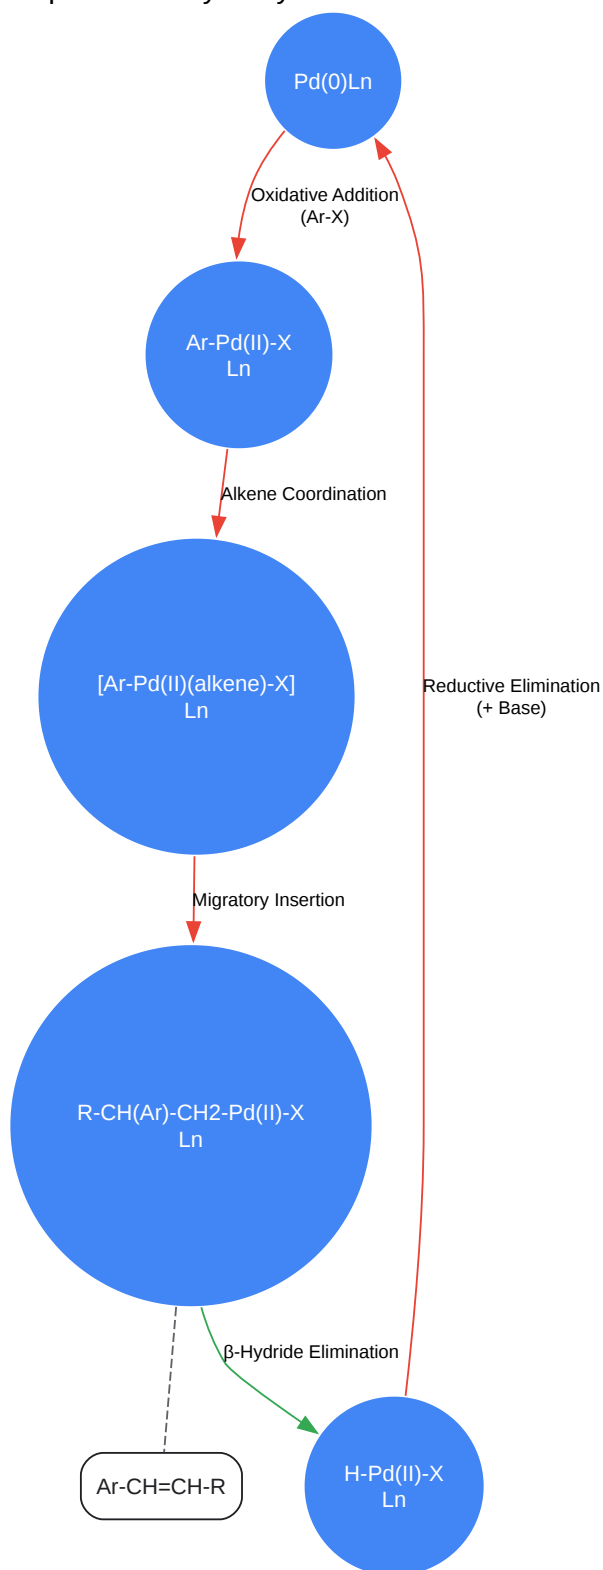 Pd(0)Ln
Oxidative Addition
(Ar-X)
Ar-Pd(II)-X
Ln
Alkene Coordination
[Ar-Pd(II)(alkene)-X]
Ln
Reductive Elimination
(+ Base)
Migratory Insertion
R-CH(Ar)-CH2-Pd(II)-X
Ln
β-Hydride Elimination
Ar-CH=CH-R
H-Pd(II)-X
Ln